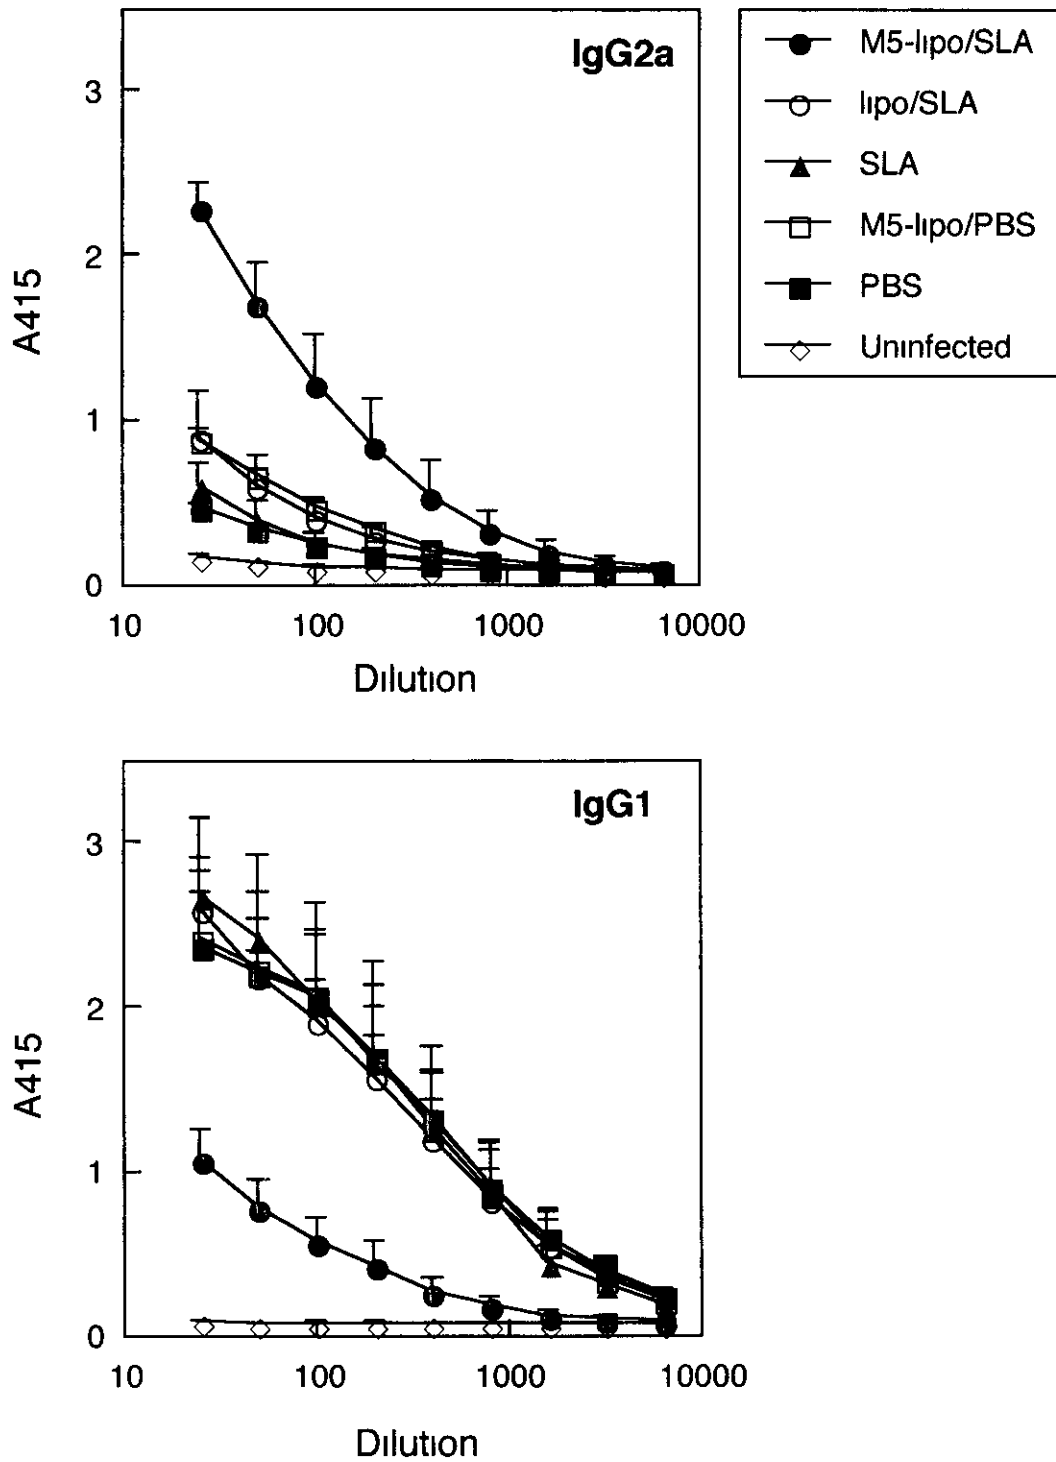 IgG2a
3
2
1
0
A415
10 100 1000 10000
Dilution
M5-lipo/SLA
lipo/SLA
SLA
M5-lipo/PBS
PBS
Uninfected
IgG1
3
2
1
0
A415
10 100 1000 10000
Dilution